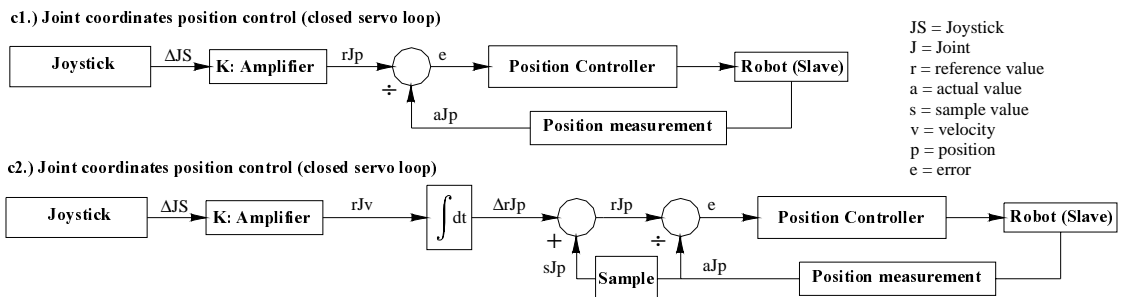 c1.) Joint coordinates position control (closed servo loop)
Joystick
ΔJS
K: Amplifier
rJp
÷
e
Position Controller
Robot (Slave)
aJp
Position measurement
JS = Joystick
J = Joint
r = reference value
a = actual value
s = sample value
v = velocity
p = position
e = error
c2.) Joint coordinates position control (closed servo loop)
Joystick
ΔJS
K: Amplifier
rJv
∫dt
ΔrJp
+
rJp
÷
e
Position Controller
Robot (Slave)
sJp
Sample
aJp
Position measurement